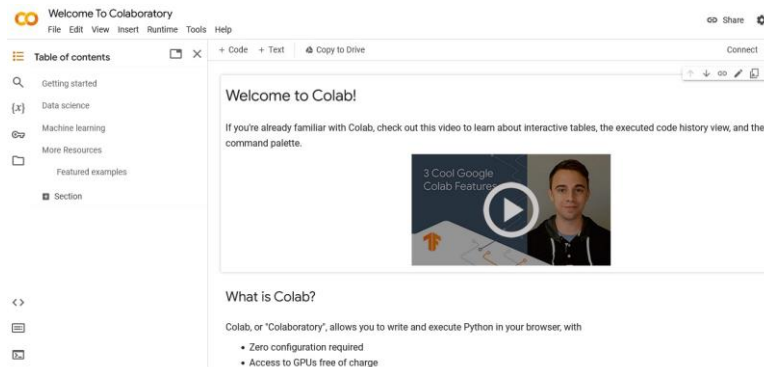 Welcome To Colaboratory
File Edit View Insert Runtime Tools Help
Share
Table of contents
+ Code + Text Copy to Drive
Connect
Getting started
{x} Data science
Machine learning
More Resources
Featured examples
Section
Welcome to Colab!
If you're already familiar with Colab, check out this video to learn about interactive tables, the executed code history view, and the
command palette.
3 Cool Google
Colab Features
What is Colab?
Colab, or "Colaboratory", allows you to write and execute Python in your browser, with
• Zero configuration required
• Access to GPUs free of charge